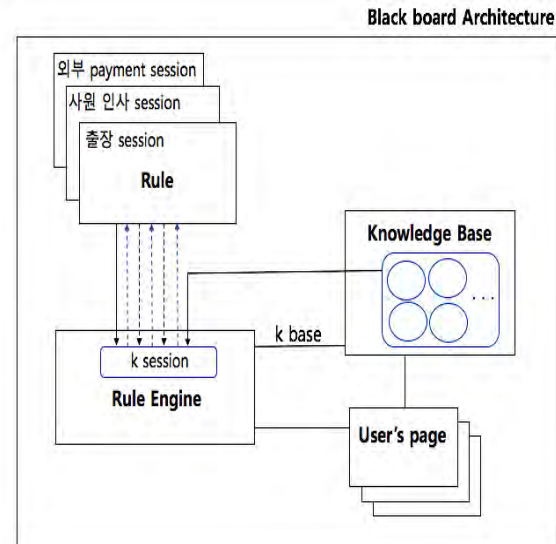 Black board Architecture
외부 payment session
사원 인사 session
출장 session
Rule
Knowledge Base
. . .
k base
k session
Rule Engine
User's page